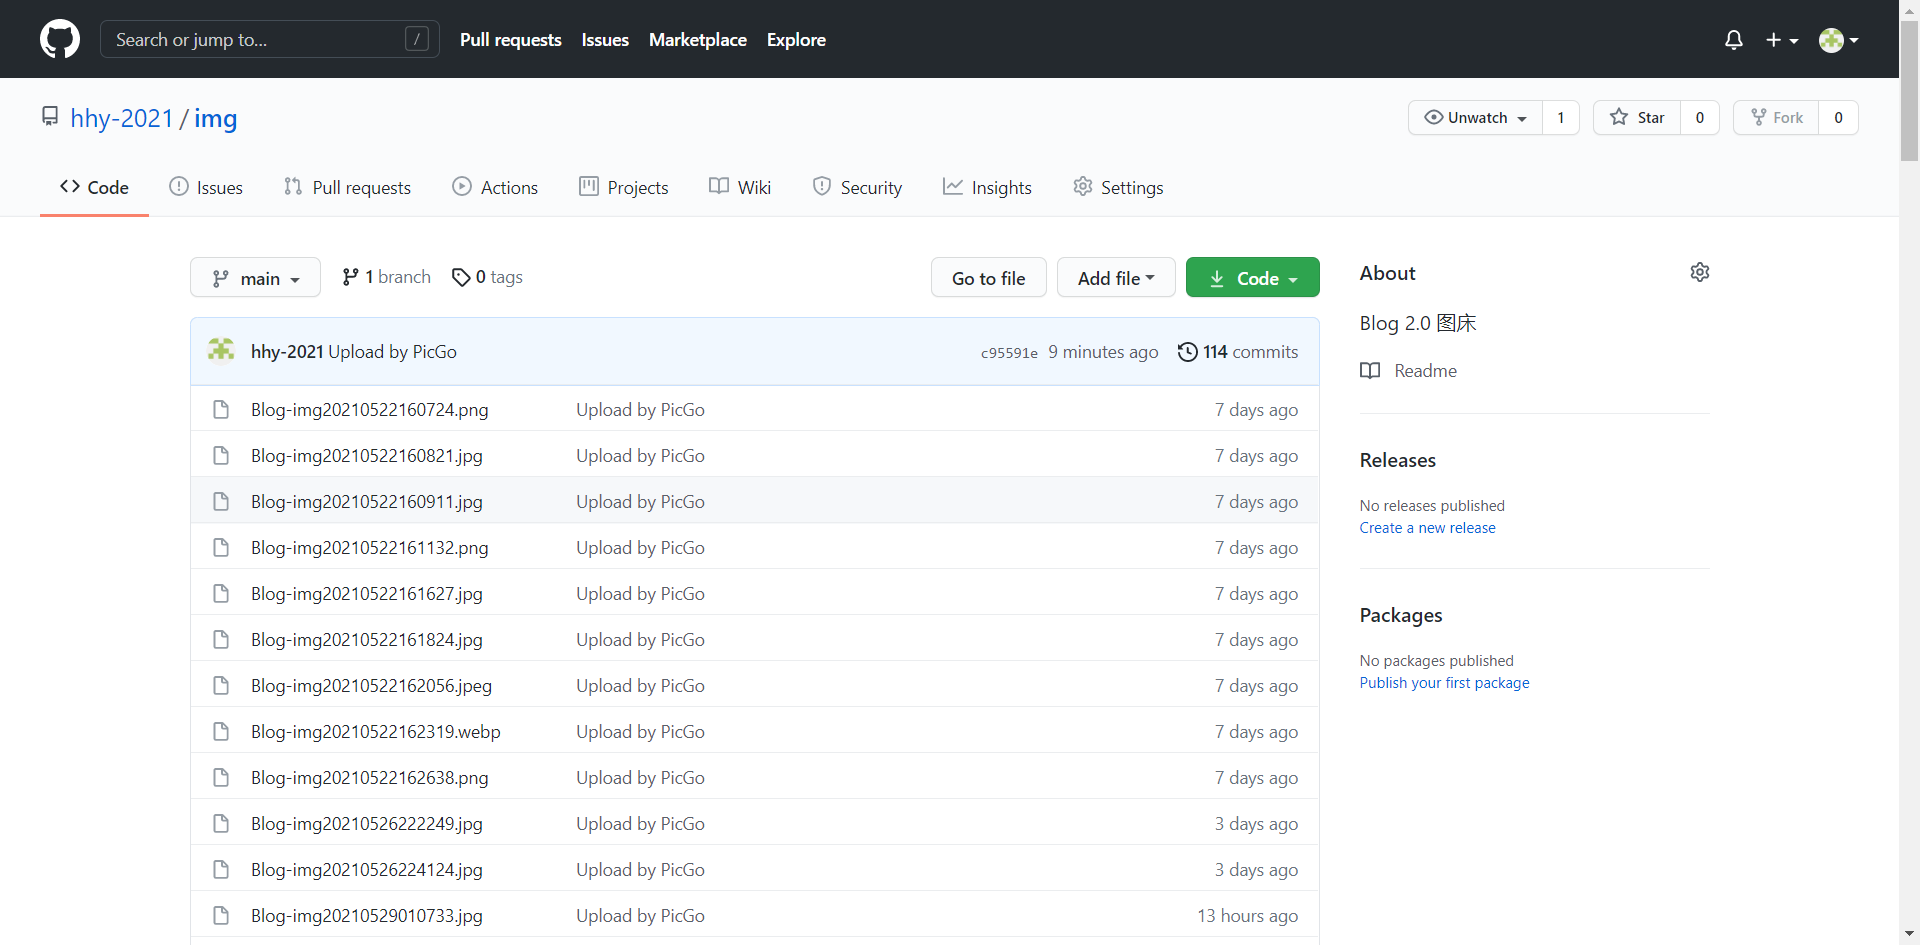 Search or jump to... /
Pull requests Issues Marketplace Explore
hhy-2021 / img
Unwatch 1 Star 0 Fork 0
Code Issues Pull requests Actions Projects Wiki Security Insights Settings
main 1 branch 0 tags Go to file Add file Code
hhy-2021 Upload by PicGo c95591e 9 minutes ago 114 commits
Blog-img20210522160724.png Upload by PicGo 7 days ago
Blog-img20210522160821.jpg Upload by PicGo 7 days ago
Blog-img20210522160911.jpg Upload by PicGo 7 days ago
Blog-img20210522161132.png Upload by PicGo 7 days ago
Blog-img20210522161627.jpg Upload by PicGo 7 days ago
Blog-img20210522161824.jpg Upload by PicGo 7 days ago
Blog-img20210522162056.jpeg Upload by PicGo 7 days ago
Blog-img20210522162319.webp Upload by PicGo 7 days ago
Blog-img20210522162638.png Upload by PicGo 7 days ago
Blog-img20210526222249.jpg Upload by PicGo 3 days ago
Blog-img20210526224124.jpg Upload by PicGo 3 days ago
Blog-img20210529010733.jpg Upload by PicGo 13 hours ago
About
Blog 2.0 图床
Readme
Releases
No releases published
Create a new release
Packages
No packages published
Publish your first package